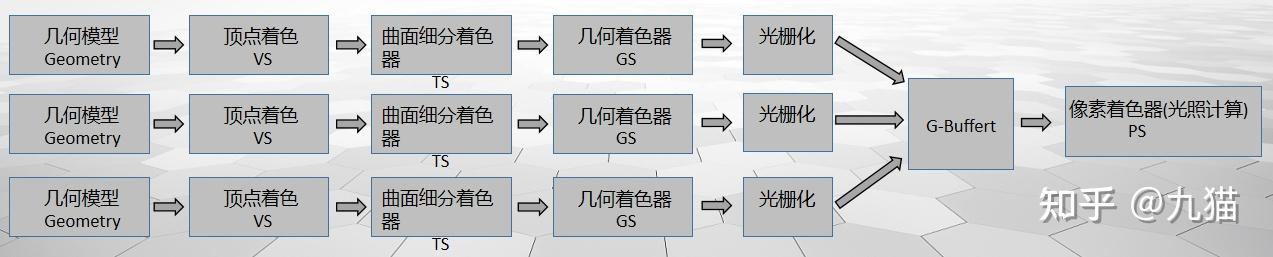 几何模型
Geometry
顶点着色
VS
曲面细分着色
器
TS
几何着色器
GS
光栅化
几何模型
Geometry
顶点着色
VS
曲面细分着色
器
TS
几何着色器
GS
光栅化
几何模型
Geometry
顶点着色
VS
曲面细分着色
器
TS
几何着色器
GS
光栅化
G-Buffert
像素着色器(光照计算)
PS
知乎 @九猫